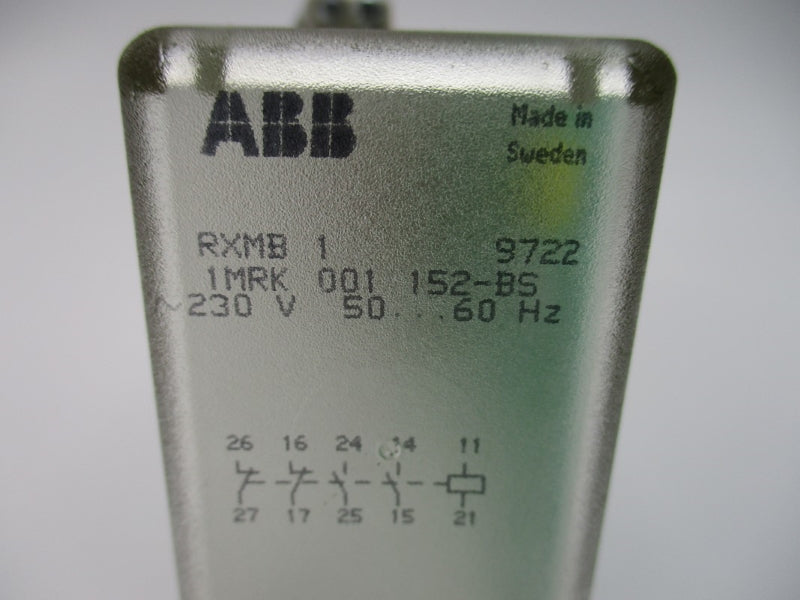 ABB
Made in
Sweden
RXMB 1 9722
1MRK 001 152-BS
~230 V 50...60 Hz
26 16 24 14 11
27 17 25 15 21